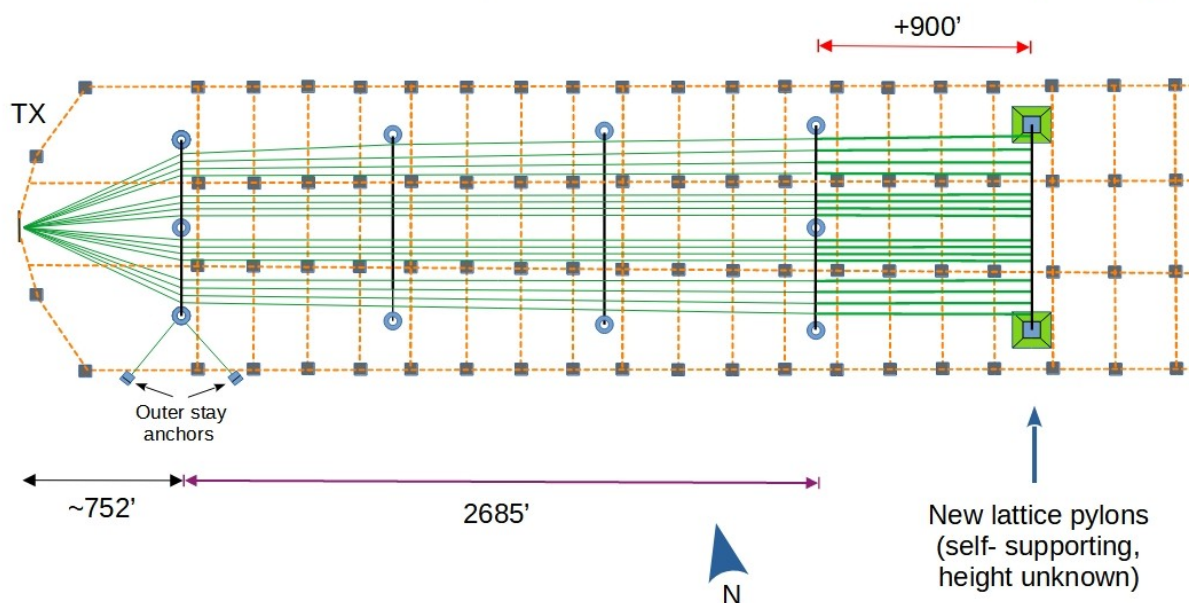 +900’
TX
Outer stay
anchors
~752’
2685’
N
New lattice pylons
(self- supporting,
height unknown)